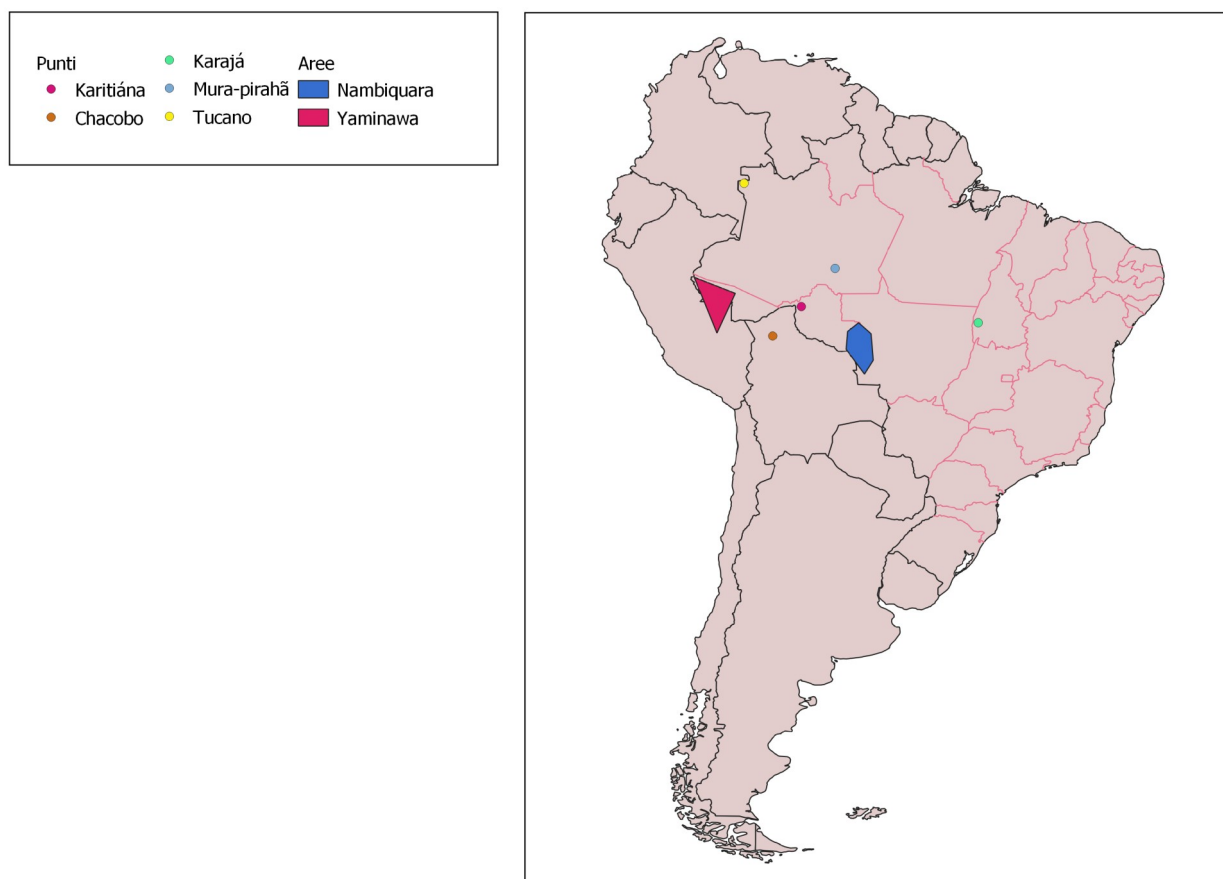 Punti
Karitiána
Chacobo
Karajá
Mura-pirahã
Tucano
Aree
Nambiquara
Yaminawa